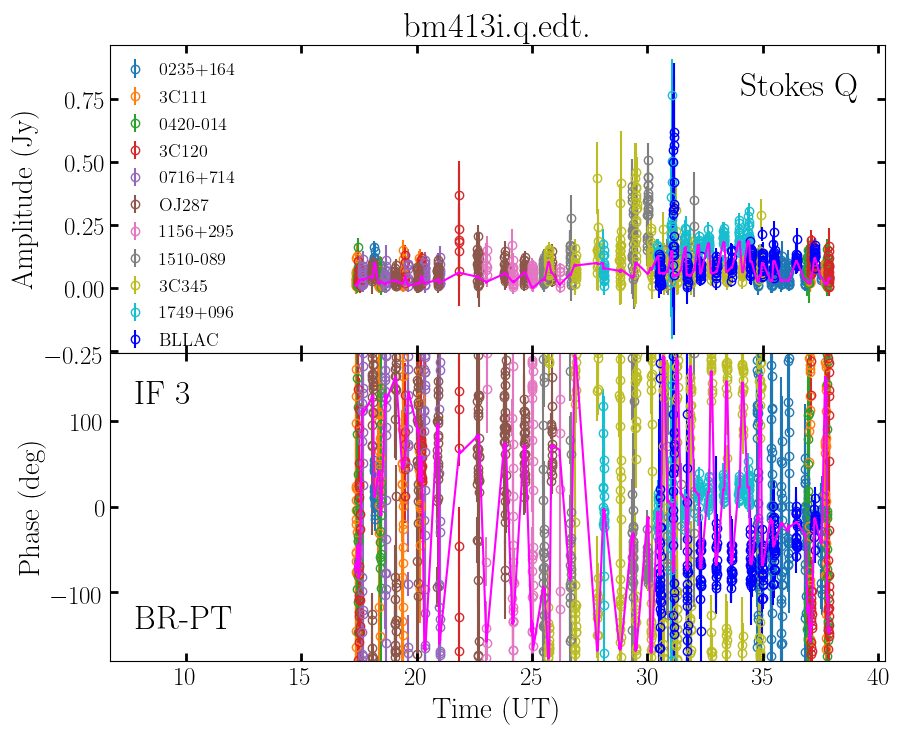 bm413i.q.edt.
Stokes Q
Amplitude (Jy)
0.75
0.50
0.25
0.00
−0.25
0235+164
3C111
0420-014
3C120
0716+714
OJ287
1156+295
1510-089
3C345
1749+096
BLLAC
IF 3
BR-PT
Phase (deg)
100
0
−100
10 15 20 25 30 35 40
Time (UT)